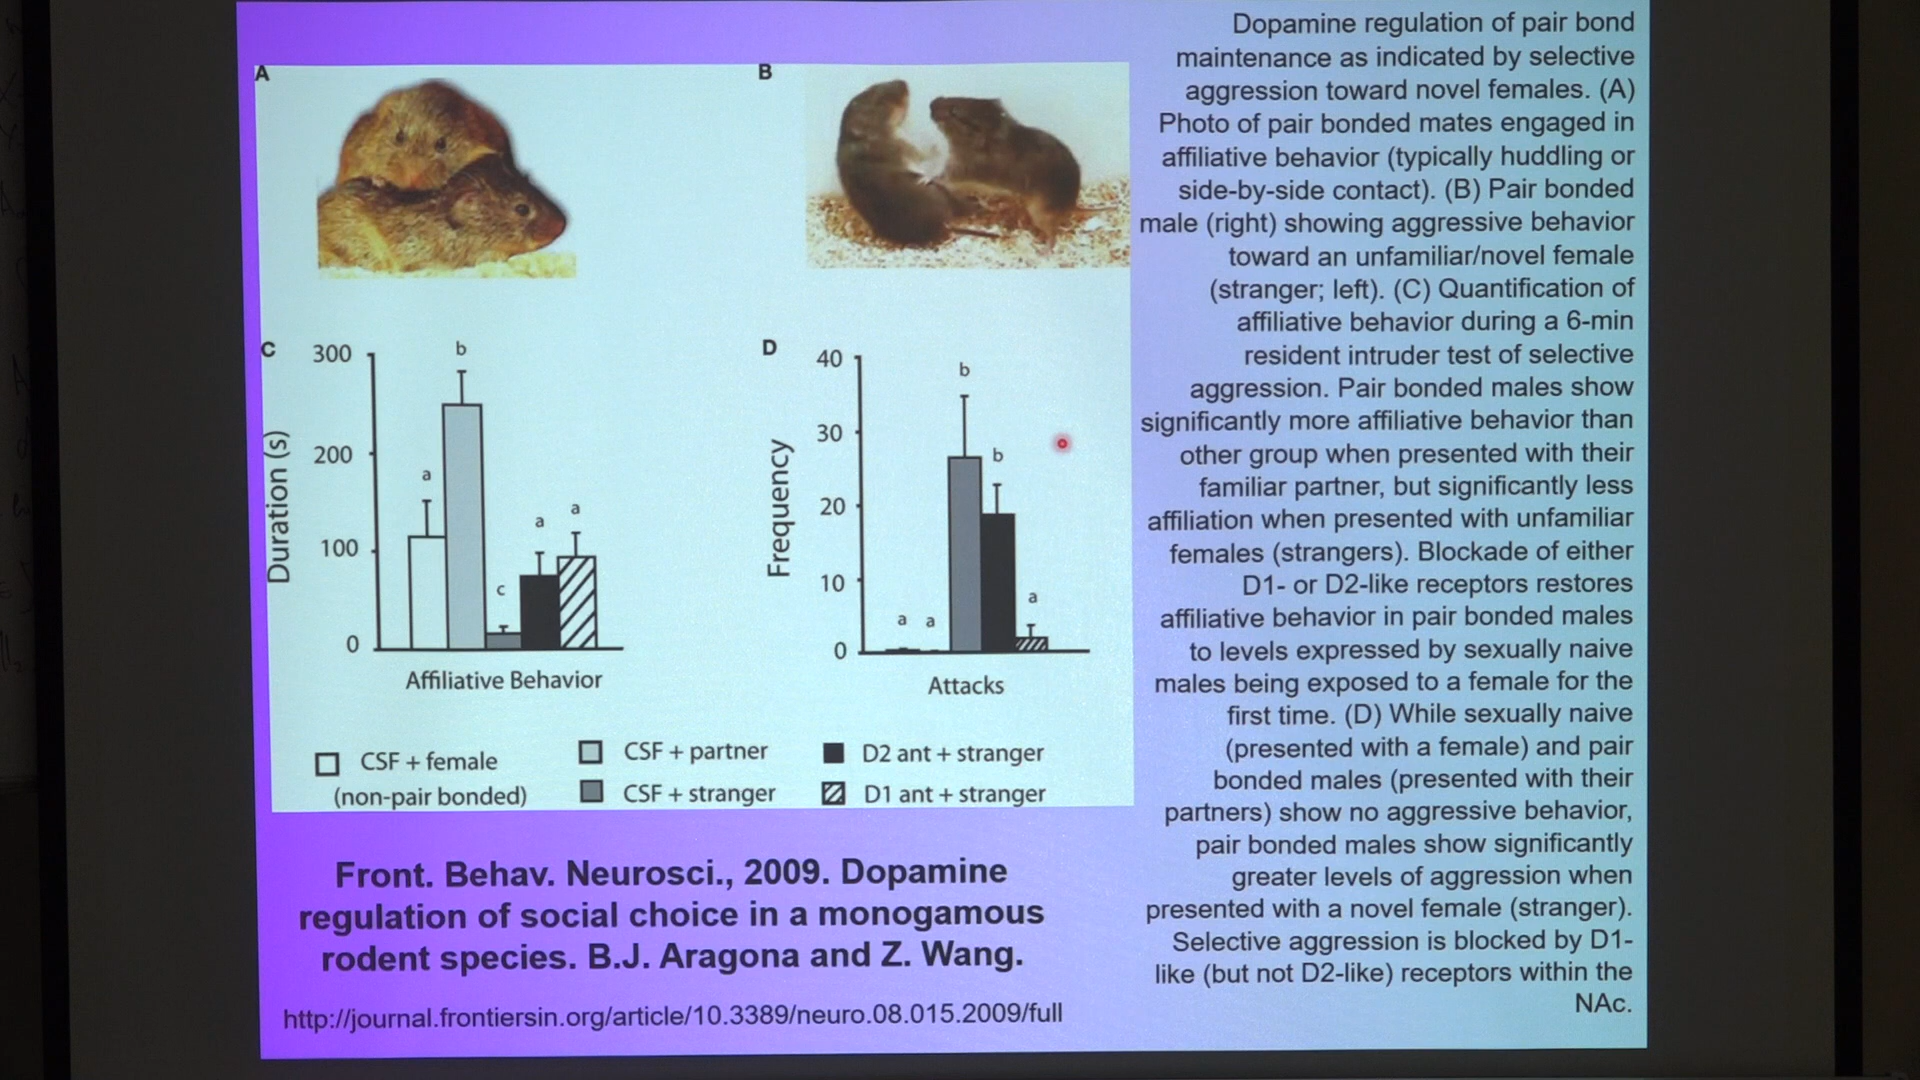 A
B
C
300
b
200
a
a
a
100
c
0
Duration (s)
Affiliative Behavior
D
40
b
30
b
20
10
a
a
a
0
Frequency
Attacks
CSF + female
(non-pair bonded)
CSF + partner
CSF + stranger
D2 ant + stranger
D1 ant + stranger
Front. Behav. Neurosci., 2009. Dopamine
regulation of social choice in a monogamous
rodent species. B.J. Aragona and Z. Wang.
http://journal.frontiersin.org/article/10.3389/neuro.08.015.2009/full
Dopamine regulation of pair bond
maintenance as indicated by selective
aggression toward novel females. (A)
Photo of pair bonded mates engaged in
affiliative behavior (typically huddling or
side-by-side contact). (B) Pair bonded
male (right) showing aggressive behavior
toward an unfamiliar/novel female
(stranger; left). (C) Quantification of
affiliative behavior during a 6-min
resident intruder test of selective
aggression. Pair bonded males show
significantly more affiliative behavior than
other group when presented with their
familiar partner, but significantly less
affiliation when presented with unfamiliar
females (strangers). Blockade of either
D1- or D2-like receptors restores
affiliative behavior in pair bonded males
to levels expressed by sexually naive
males being exposed to a female for the
first time. (D) While sexually naive
(presented with a female) and pair
bonded males (presented with their
partners) show no aggressive behavior,
pair bonded males show significantly
greater levels of aggression when
presented with a novel female (stranger).
Selective aggression is blocked by D1-
like (but not D2-like) receptors within the
NAc.